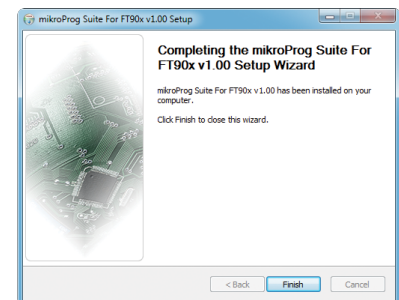 mikroProg Suite For FT90x v1.00 Setup
Completing the mikroProg Suite For
FT90x v1.00 Setup Wizard
mikroProg Suite For FT90x v1.00 has been installed on your
computer.
Click Finish to close this wizard.
< Back
Finish
Cancel